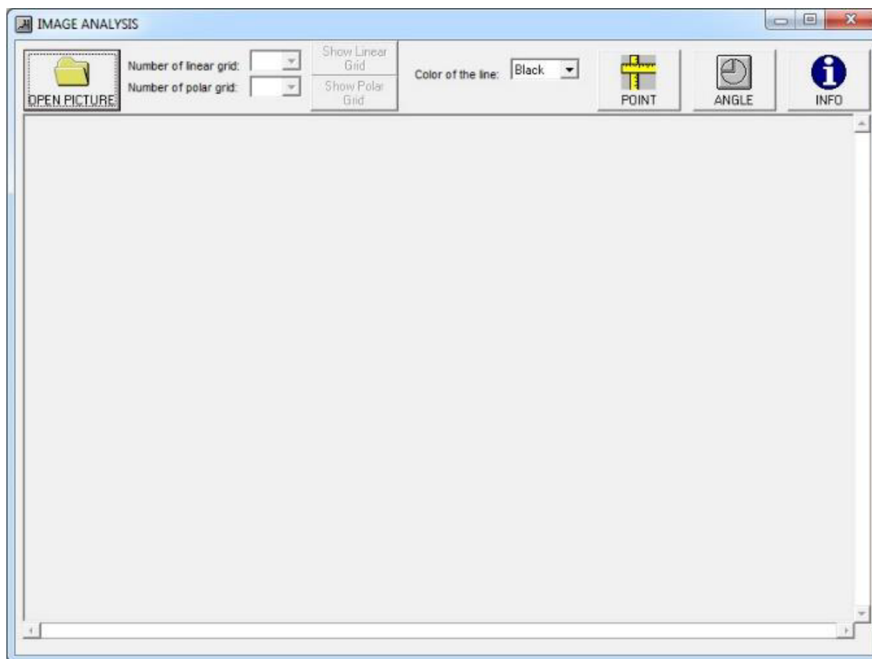 IMAGE ANALYSIS
OPEN PICTURE
Number of linear grid:
Number of polar grid:
Show Linear
Grid
Show Polar
Grid
Color of the line:
Black
POINT
ANGLE
INFO